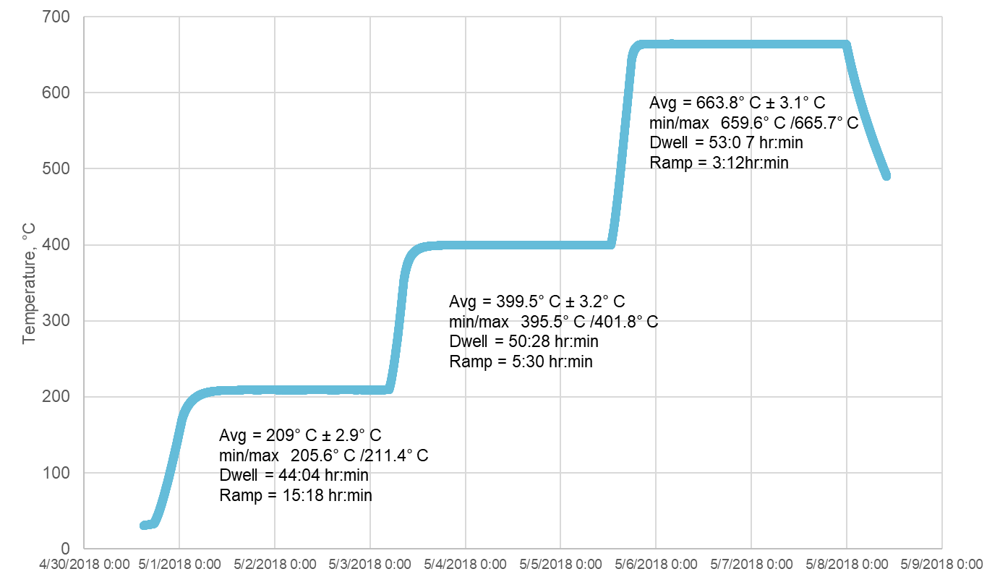 700
600
500
400
300
200
100
0
Temperature, °C
Avg = 663.8° C ± 3.1° C
min/max 659.6° C /665.7° C
Dwell = 53:0 7 hr:min
Ramp = 3:12hr:min
Avg = 399.5° C ± 3.2° C
min/max 395.5° C /401.8° C
Dwell = 50:28 hr:min
Ramp = 5:30 hr:min
Avg = 209° C ± 2.9° C
min/max 205.6° C /211.4° C
Dwell = 44:04 hr:min
Ramp = 15:18 hr:min
4/30/2018 0:00 5/1/2018 0:00 5/2/2018 0:00 5/3/2018 0:00 5/4/2018 0:00 5/5/2018 0:00 5/6/2018 0:00 5/7/2018 0:00 5/8/2018 0:00 5/9/2018 0:00